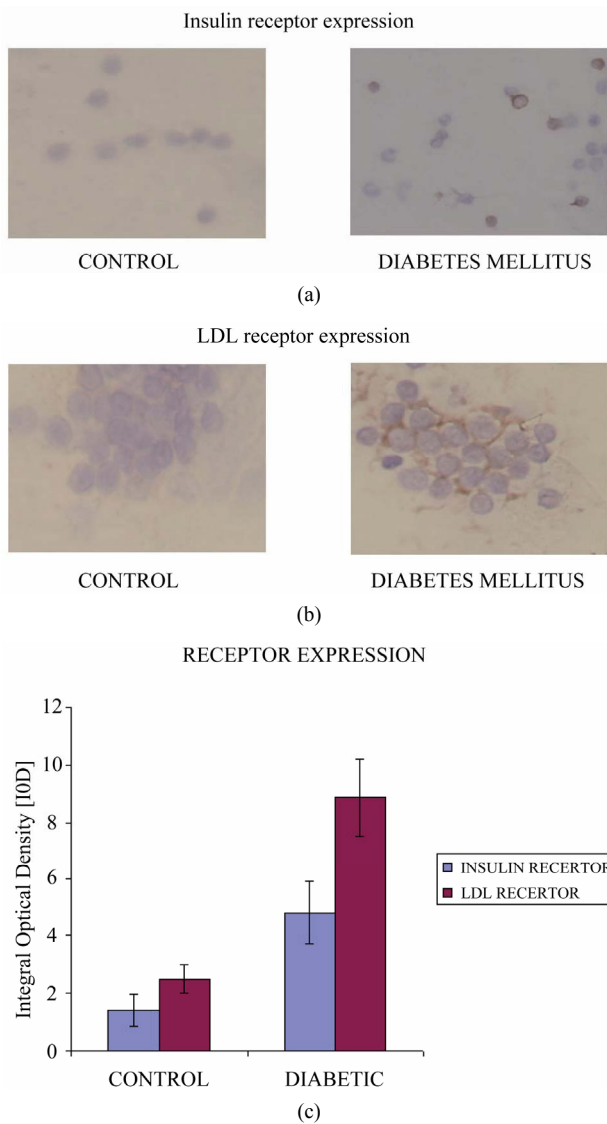 Insulin receptor expression
CONTROL DIABETES MELLITUS
(a)
LDL receptor expression
CONTROL DIABETES MELLITUS
(b)
RECEPTOR EXPRESSION
Integral Optical Density [I0D]
12
10
8
6
4
2
0
CONTROL DIABETIC
INSULIN RECERTOR
LDL RECERTOR
(c)